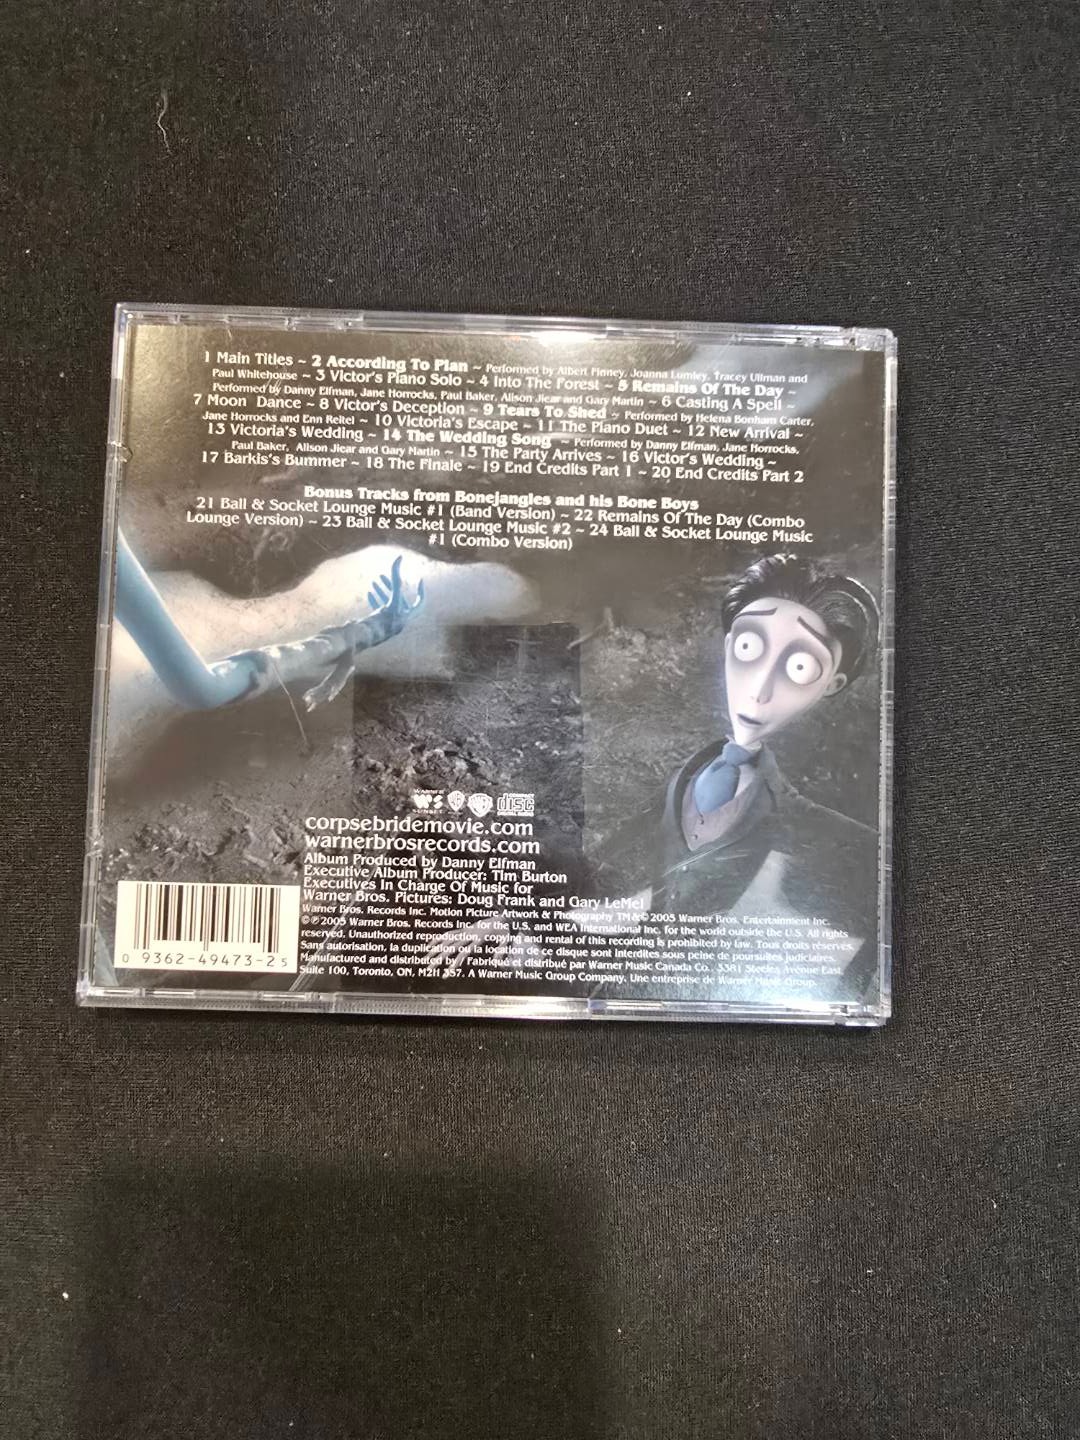 1 Main Titles ~ 2 According To Plan ~ Performed by Albert Finney, Joanna Lumley, Tracey Ullman and
Paul Whitehouse ~ 3 Victor's Piano Solo ~ 4 Into The Forest ~ 5 Remains Of The Day ~
Performed by Danny Elfman, Jane Horrocks, Paul Baker, Alison Jiear and Gary Martin ~ 6 Casting A Spell ~
7 Moon Dance ~ 8 Victor's Deception ~ 9 Tears To Shed ~ Performed by Helena Bonham Carter,
Jane Horrocks and Enn Reitel ~ 10 Victoria's Escape ~ 11 The Piano Duet ~ 12 New Arrival ~
13 Victoria's Wedding ~ 14 The Wedding Song ~ Performed by Danny Elfman, Jane Horrocks,
Paul Baker, Alison Jiear and Gary Martin ~ 15 The Party Arrives ~ 16 Victor's Wedding ~
17 Barkis's Bummer ~ 18 The Finale ~ 19 End Credits Part 1 ~ 20 End Credits Part 2
Bonus Tracks from Bonejangles and his Bone Boys
21 Ball & Socket Lounge Music #1 (Band Version) ~ 22 Remains Of The Day (Combo
Lounge Version) ~ 23 Ball & Socket Lounge Music #2 ~ 24 Ball & Socket Lounge Music
#1 (Combo Version)
COMPACT
disc
DIGITAL AUDIO
SUNSET
corpsebridemovie.com
warnerbrosrecords.com
Album Produced by Danny Elfman
Executive Album Producer: Tim Burton
Executives In Charge Of Music for
Warner Bros. Pictures: Doug Frank and Gary LeMel
Warner Bros. Records Inc. Motion Picture Artwork & Photography TM & © 2005 Warner Bros. Entertainment Inc.
©℗2005 Warner Bros. Records Inc. for the U.S. and WEA International Inc. for the world outside the U.S. All rights
reserved. Unauthorized reproduction, copying and rental of this recording is prohibited by law. Tous droits réservés.
Sans autorisation, la duplication ou la location de ce disque sont interdites sous peine de poursuites judiciaires.
Manufactured and distributed by / Fabriqué et distribué par Warner Music Canada Co., 3381 Steeles Avenue East
Suite 100, Toronto, ON, M2H 3S7. A Warner Music Group Company. Une entreprise de Warner Music Group.
0 9362-49473-2 5